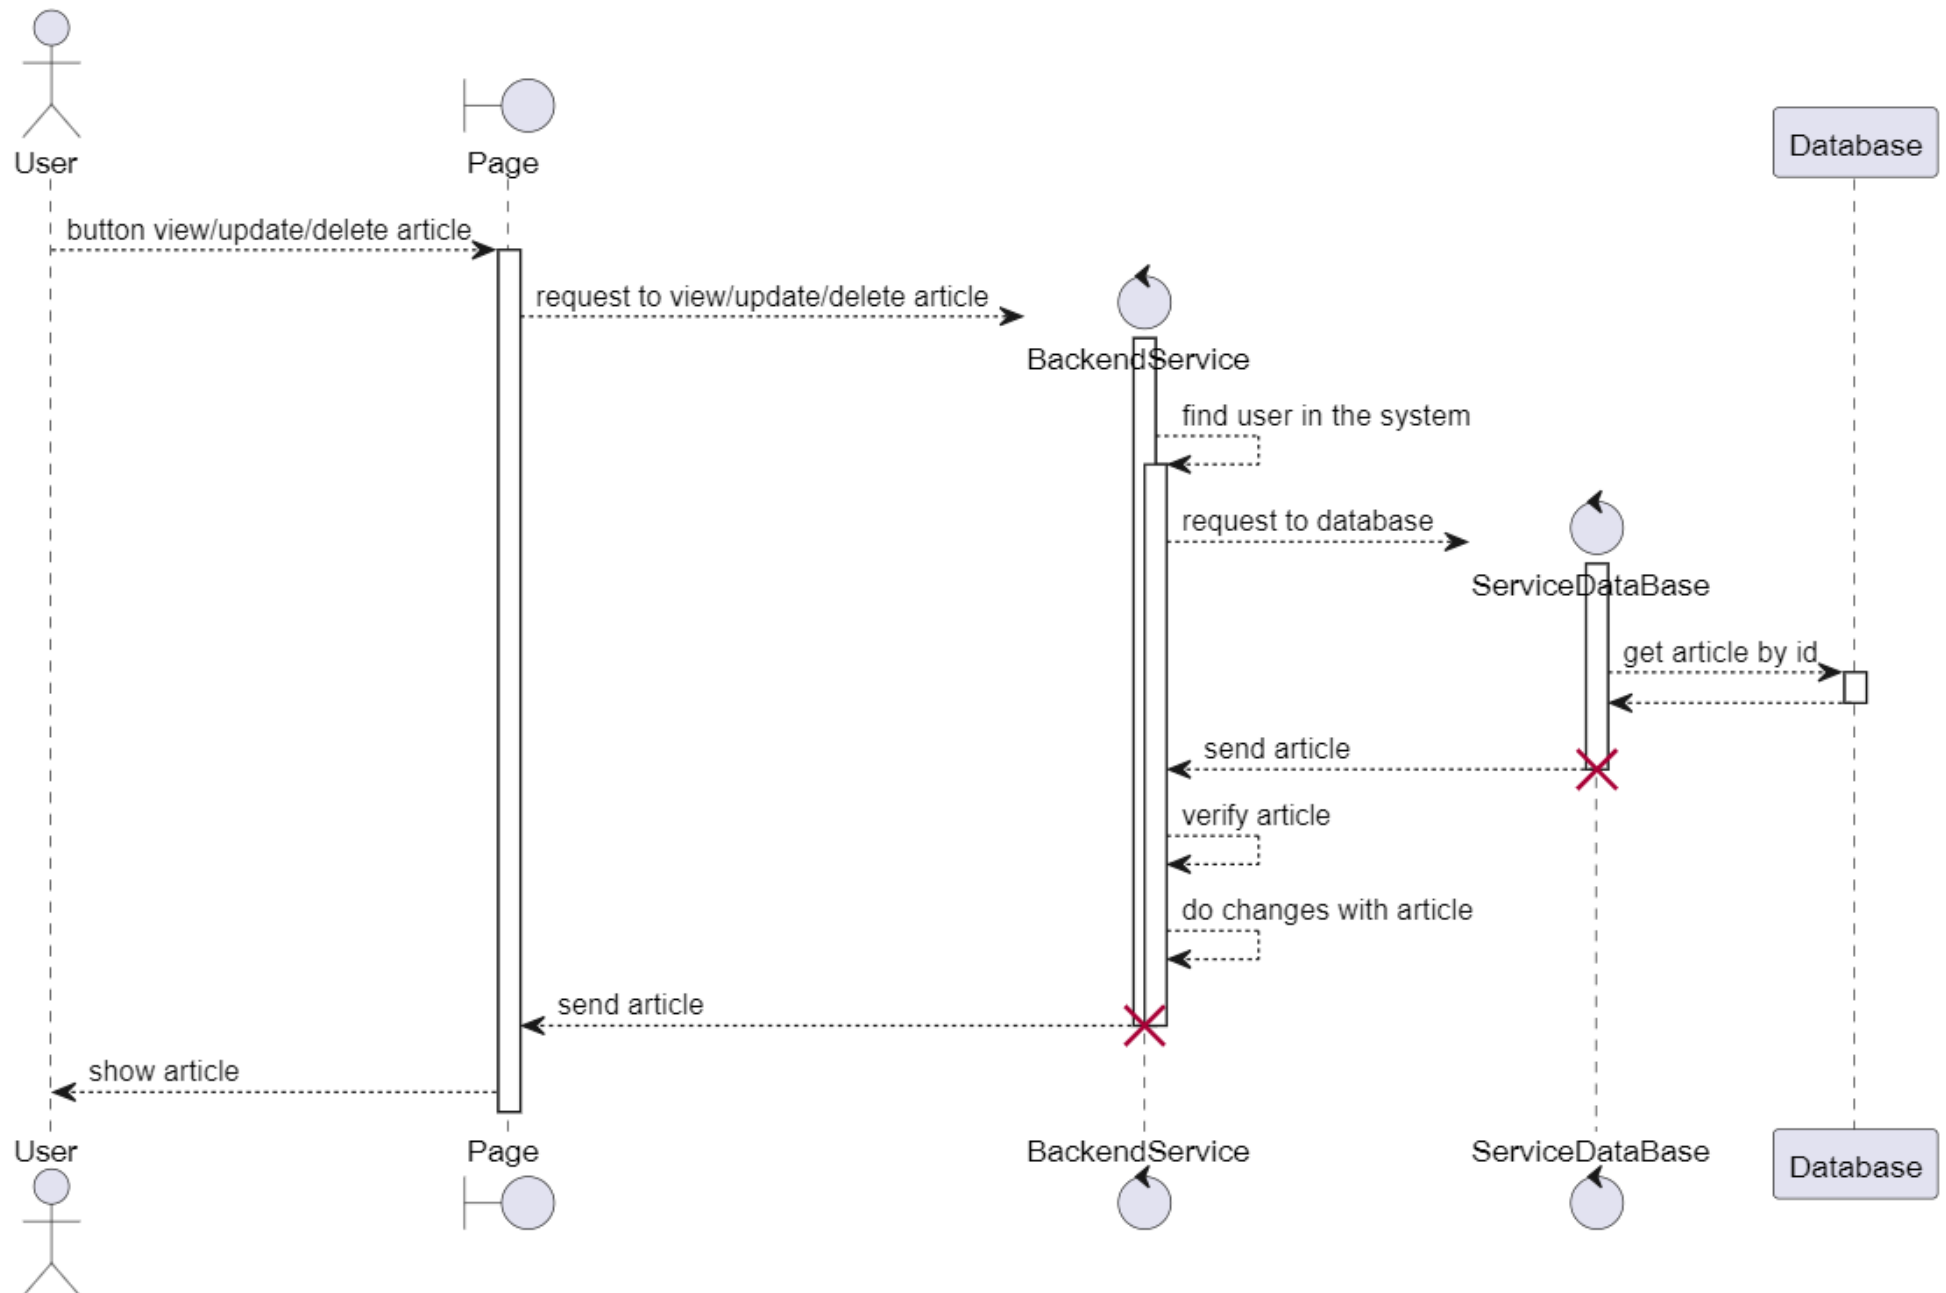 User
Page
Database
button view/update/delete article
request to view/update/delete article
BackendService
find user in the system
request to database
ServiceDataBase
get article by id
send article
verify article
do changes with article
send article
show article
User
Page
BackendService
ServiceDataBase
Database